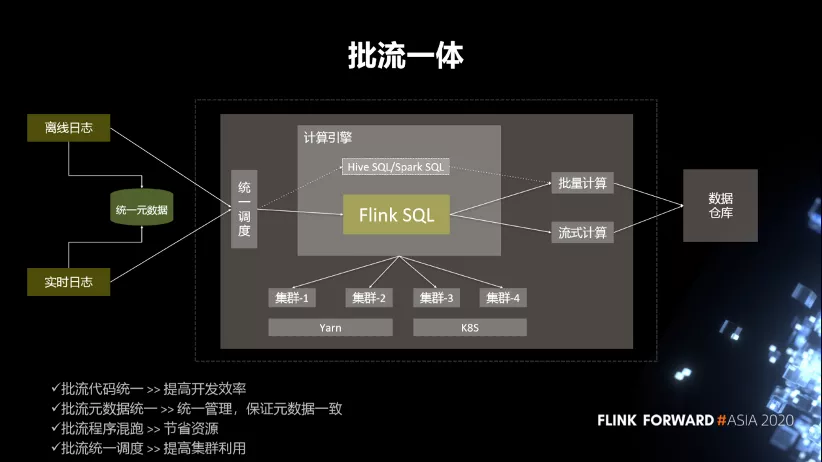 批流一体
离线日志
统一元数据
实时日志
统一调度
计算引擎
Hive SQL/Spark SQL
Flink SQL
批量计算
流式计算
数据
仓库
集群-1
集群-2
集群-3
集群-4
Yarn
K8S
✓批流代码统一 >> 提高开发效率
✓批流元数据统一 >> 统一管理，保证元数据一致
✓批流程序混跑 >> 节省资源
✓批流统一调度 >> 提高集群利用
FLINK FORWARD #ASIA 2020